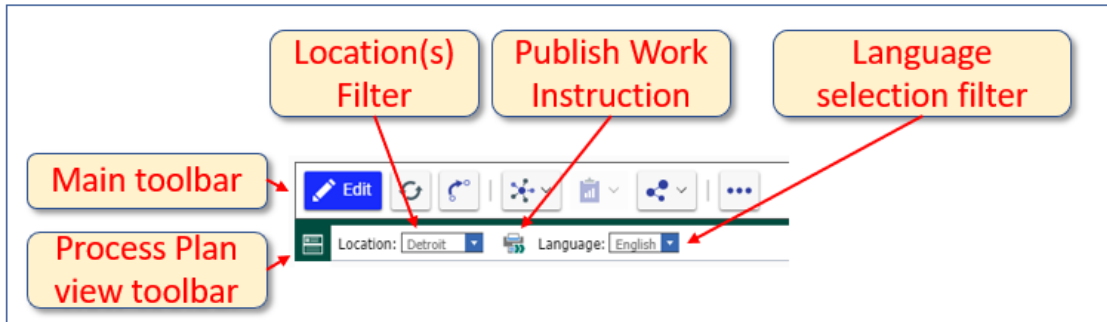 Location(s)
Filter
Publish Work
Instruction
Language
selection filter
Main toolbar
Edit
Process Plan
view toolbar
Location: Detroit
Language: English